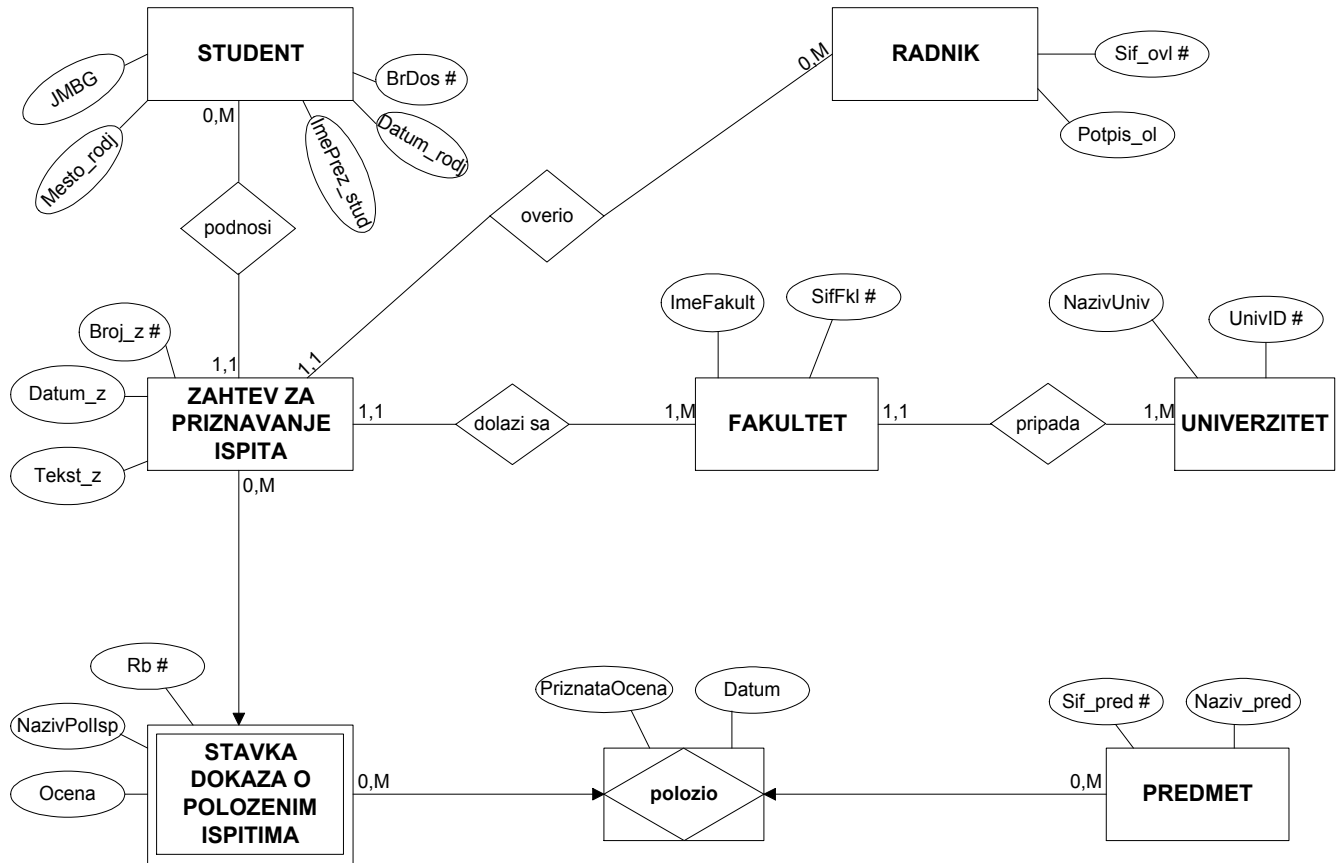 STUDENT
RADNIK
JMBG
BrDos #
Sif_ovl #
Mesto_rodj
0,M
ImePrez_stud
Datum_rodj
0,M
Potpis_ol
podnosi
overio
ImeFakult
SifFkl #
NazivUniv
UnivID #
Broj_z #
1,1
1,1
Datum_z
ZAHTEV ZA
PRIZNAVANJE
ISPITA
1,1
dolazi sa
1,M
FAKULTET
1,1
pripada
1,M
UNIVERZITET
Tekst_z
0,M
Rb #
PriznataOcena
Datum
Sif_pred #
Naziv_pred
NazivPolIsp
STAVKA
DOKAZA O
POLOZENIM
ISPITIMA
Ocena
0,M
polozio
0,M
PREDMET